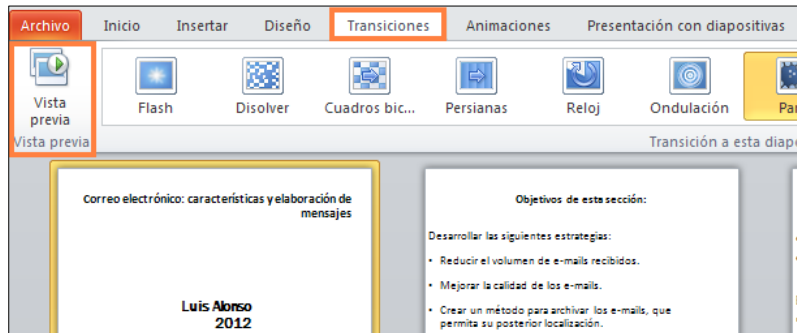 Archivo Inicio Insertar Diseño Transiciones Animaciones Presentación con diapositivas
Vista previa
Flash Disolver Cuadros bic... Persianas Reloj Ondulación
Vista previa Transición a esta
Correo electrónico: características y elaboración de
mensajes
Luis Alonso
2012
Objetivos de esta sección:
Desarrollar las siguientes estrategias:
• Reducir el volumen de e-mails recibidos.
• Mejorar la calidad de los e-mails.
• Crear un método para archivar los e-mails, que
permita su posterior localización.